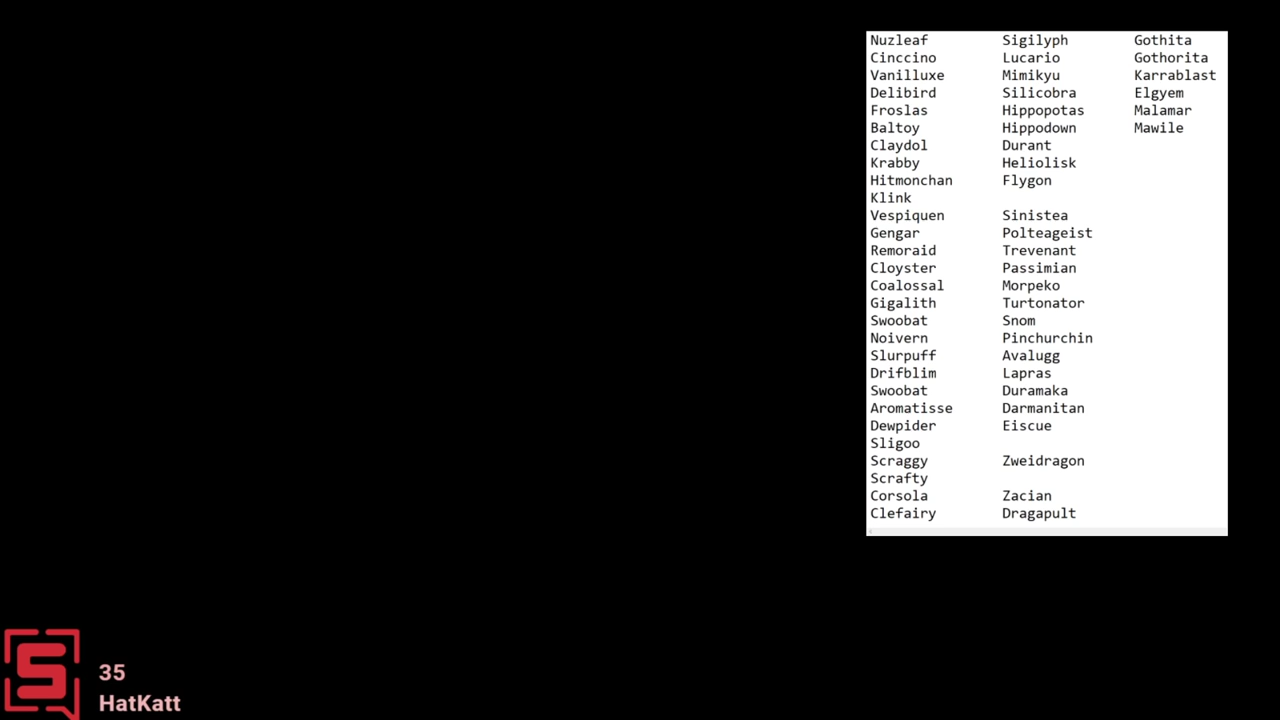 Nuzleaf Sigilyph Gothita
Cinccino Lucario Gothorita
Vanilluxe Mimikyu Karrablast
Delibird Silicobra Elgyem
Froslas Hippopotas Malamar
Baltoy Hippodown Mawile
Claydol Durant
Krabby Heliolisk
Hitmonchan Flygon
Klink
Vespiquen Sinistea
Gengar Polteageist
Remoraid Trevenant
Cloyster Passimian
Coalossal Morpeko
Gigalith Turtonator
Swoobat Snom
Noivern Pinchurchin
Slurpuff Avalugg
Drifblim Lapras
Swoobat Duramaka
Aromatisse Darmanitan
Dewpider Eiscue
Sligoo
Scraggy Zweidragon
Scrafty
Corsola Zacian
Clefairy Dragapult
S
35
HatKatt